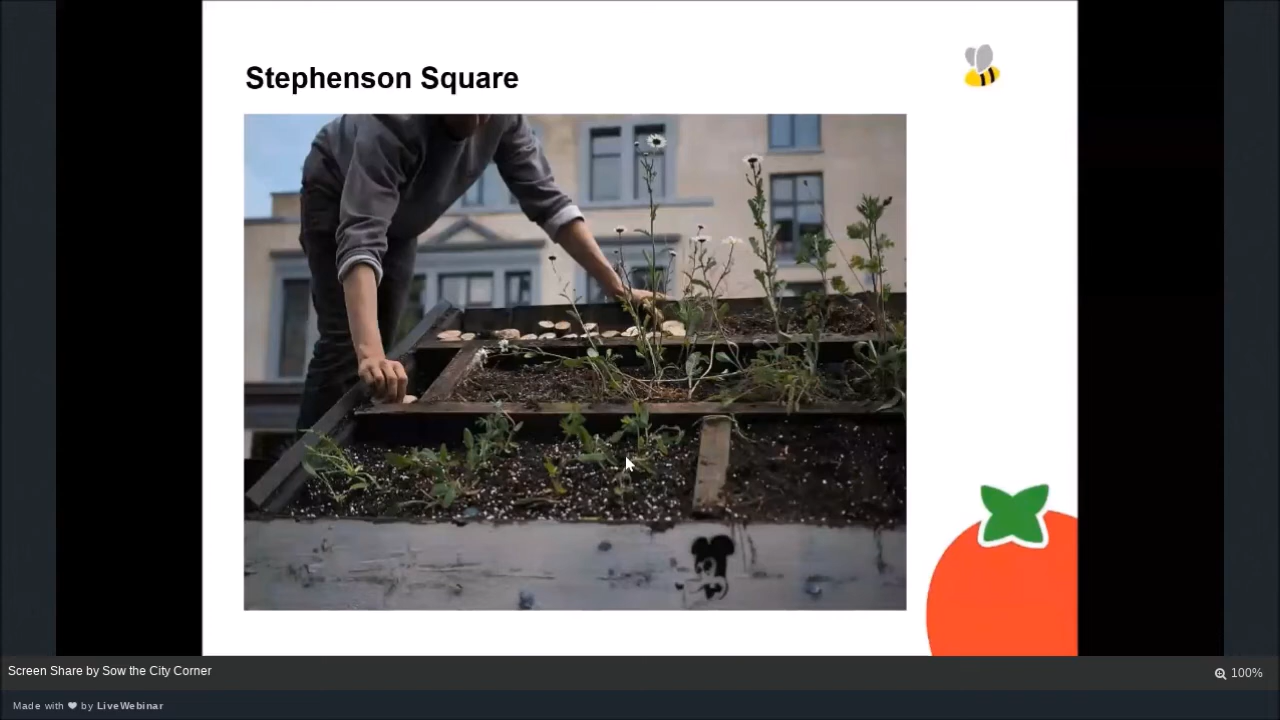 Stephenson Square
Screen Share by Sow the City Corner
100%
Made with ❤ by LiveWebinar